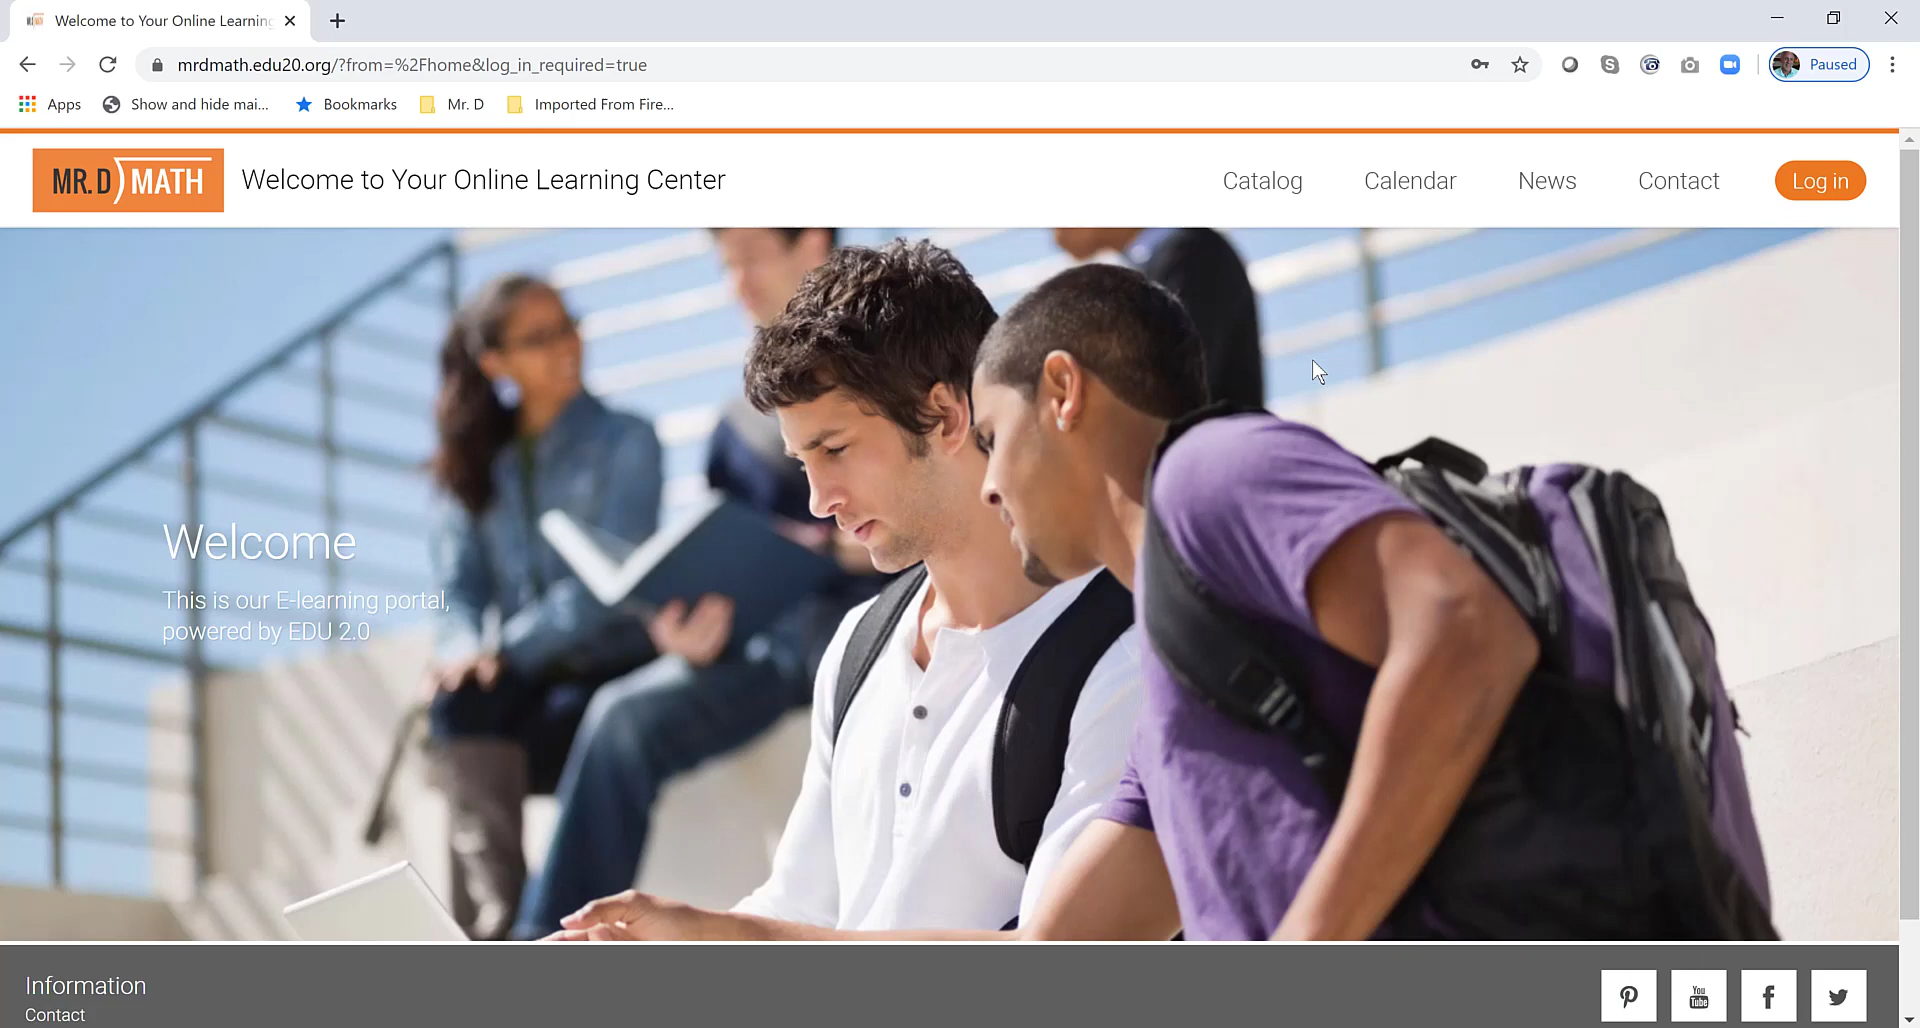 Welcome to Your Online Learning
mrdmath.edu20.org/?from=%2Fhome&log_in_required=true
Paused
Apps
Show and hide mai...
Bookmarks
Mr. D
Imported From Fire...
MR. D MATH
Welcome to Your Online Learning Center
Catalog
Calendar
News
Contact
Log in
Welcome
This is our E-learning portal,
powered by EDU 2.0
Information
Contact
You
Tube